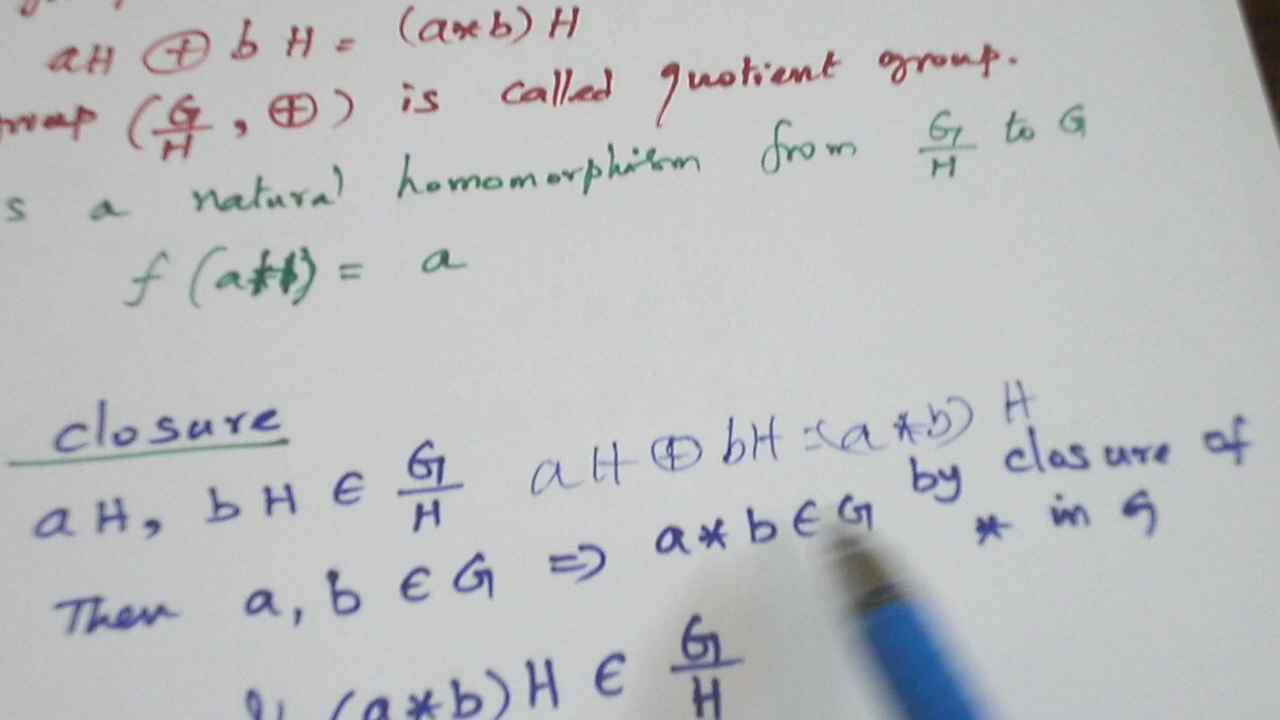 aH ⊕ bH = (a*b)H
(G/H, ⊕) is called quotient group.
s a natural homomorphism from G/H to G
f(aH) = a
closure
aH, bH ∈ G/H aH ⊕ bH = (a*b) H
Then a, b ∈ G ⇒ a*b ∈ G by closure of
* in G
(a*b)H ∈ G/H